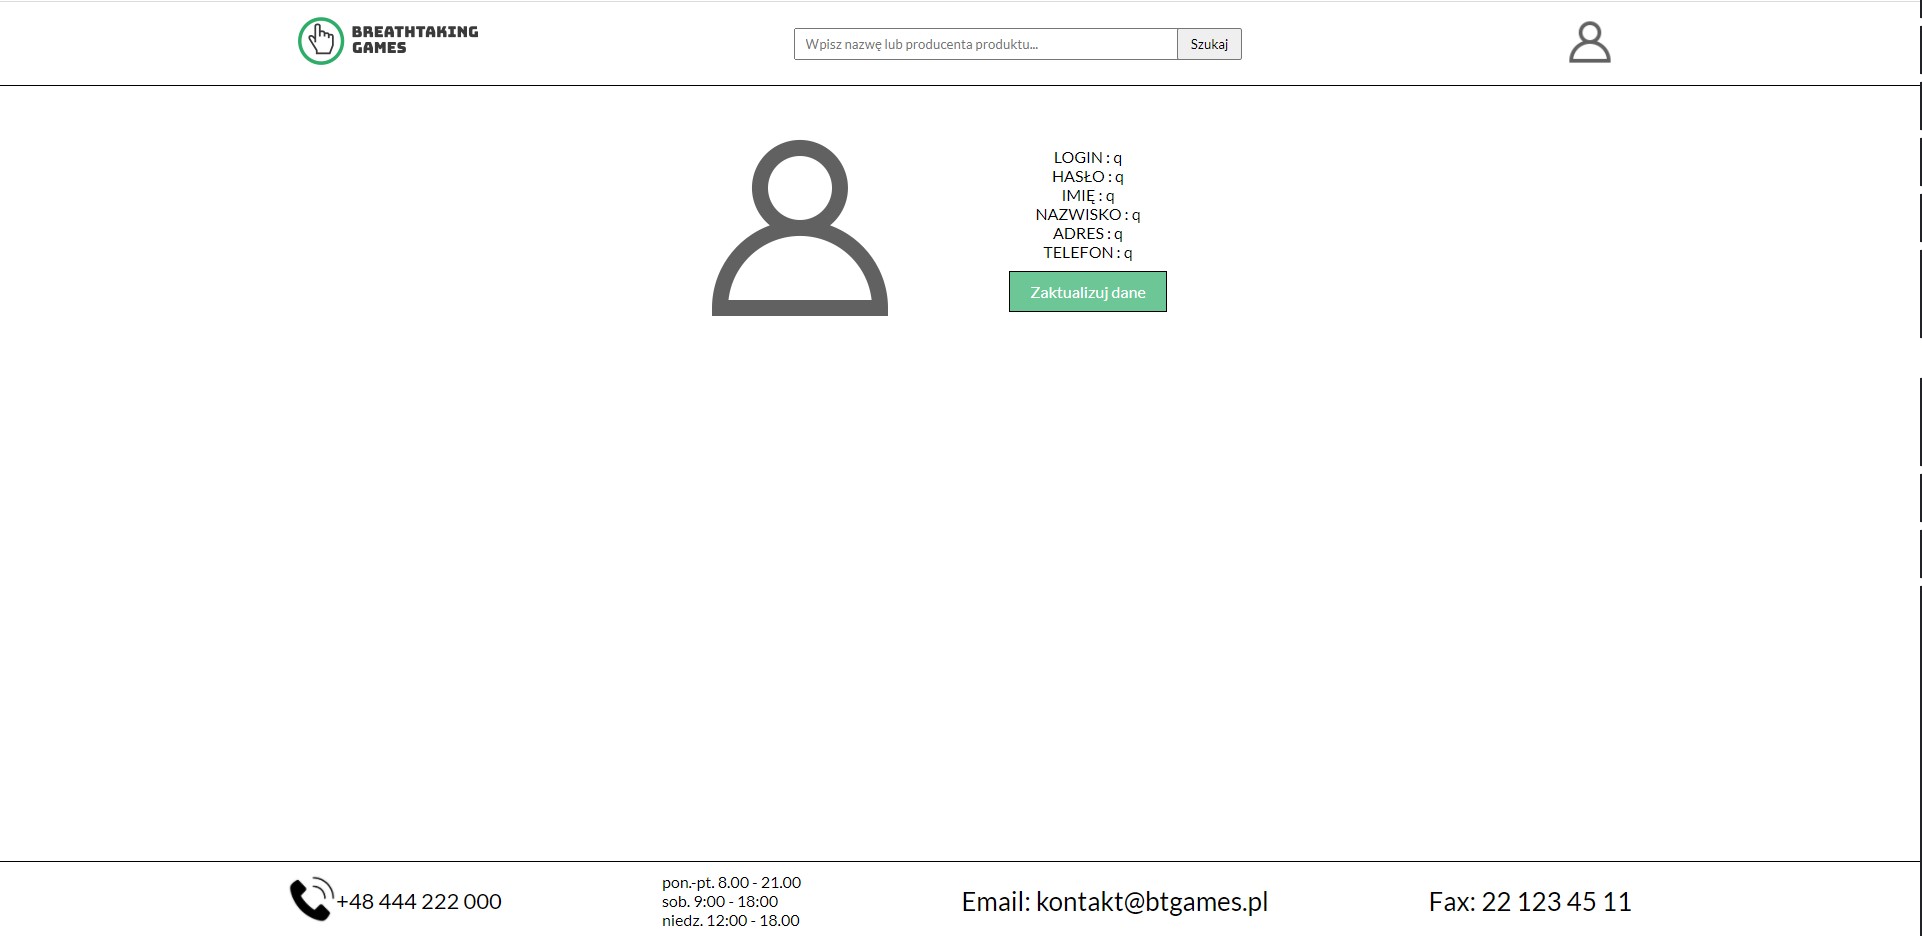 BREATHTAKING
GAMES
Wpisz nazwę lub producenta produktu...
Szukaj
LOGIN : q
HASŁO : q
IMIĘ : q
NAZWISKO : q
ADRES : q
TELEFON : q
Zaktualizuj dane
+48 444 222 000
pon.-pt. 8.00 - 21.00
sob. 9:00 - 18:00
niedz. 12:00 - 18.00
Email: kontakt@btgames.pl
Fax: 22 123 45 11